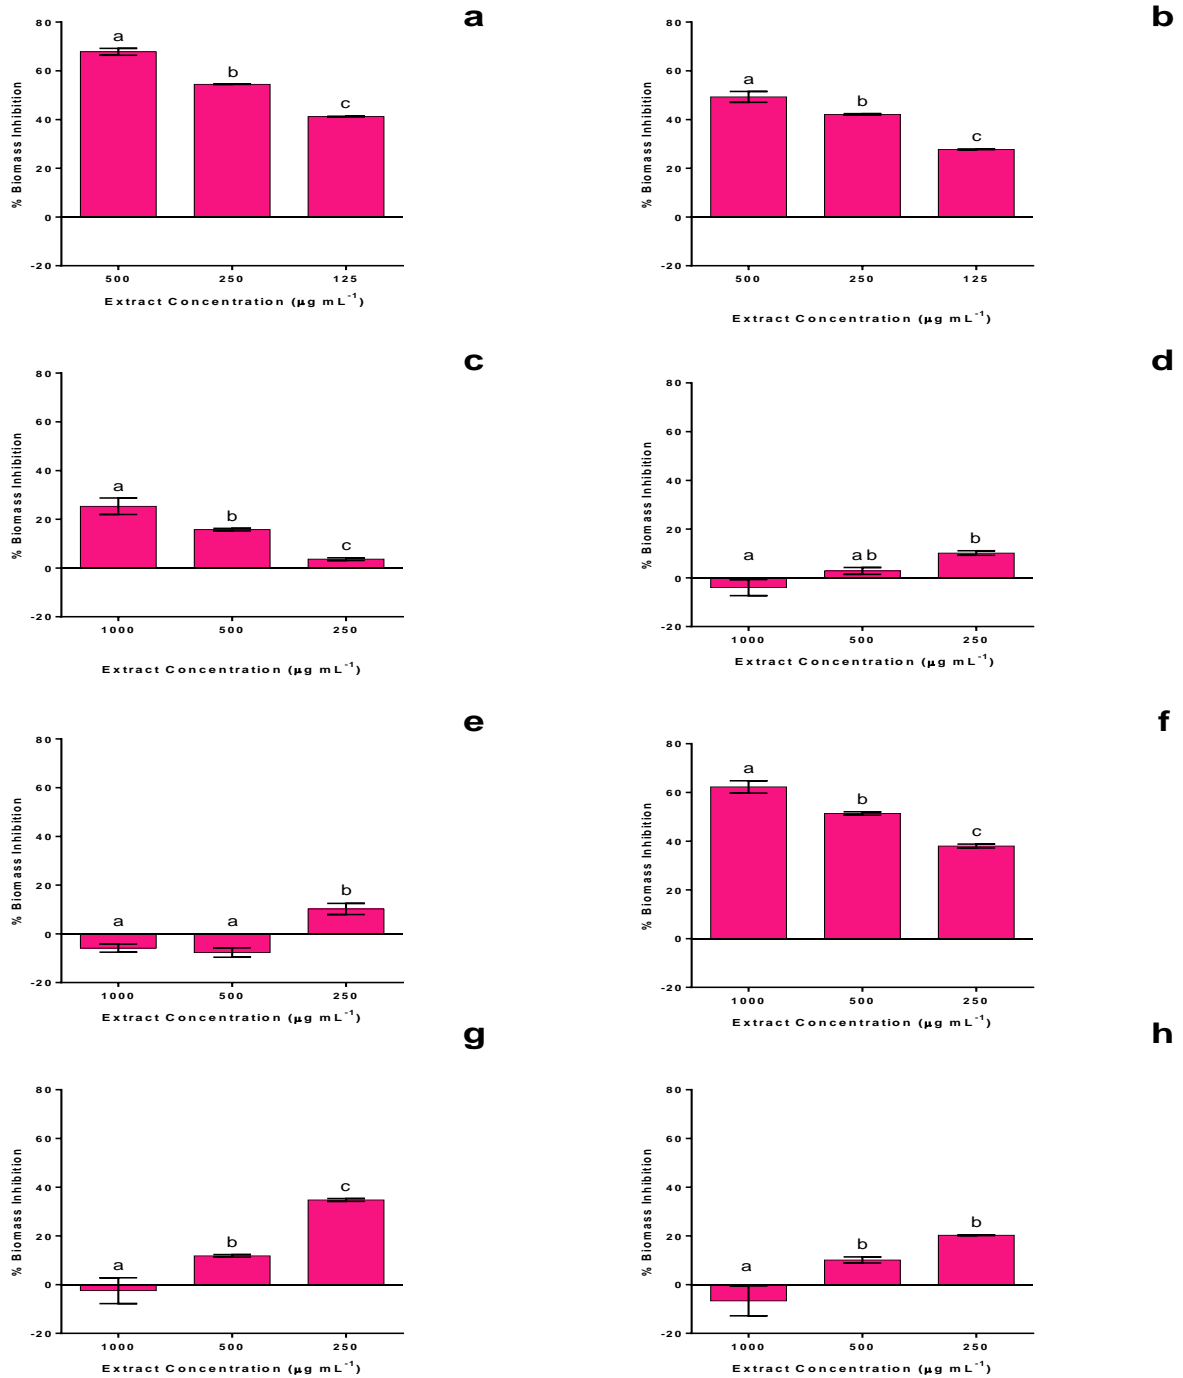 a
80
60
40
20
0
-20
% Biomass Inhibition
a
b
c
500 250 125
Extract Concentration (μg mL-1)
b
80
60
40
20
0
-20
% Biomass Inhibition
a
b
c
500 250 125
Extract Concentration (μg mL-1)
c
80
60
40
20
0
-20
% Biomass Inhibition
a
b
c
1000 500 250
Extract Concentration (μg mL-1)
d
80
60
40
20
0
-20
% Biomass Inhibition
a
ab
b
1000 500 250
Extract Concentration (μg mL-1)
e
80
60
40
20
0
-20
% Biomass Inhibition
a
a
b
1000 500 250
Extract Concentration (μg mL-1)
f
80
60
40
20
0
-20
% Biomass Inhibition
a
b
c
1000 500 250
Extract Concentration (μg mL-1)
g
80
60
40
20
0
-20
% Biomass Inhibition
a
b
c
1000 500 250
Extract Concentration (μg mL-1)
h
80
60
40
20
0
-20
% Biomass Inhibition
a
b
b
1000 500 250
Extract Concentration (μg mL-1)